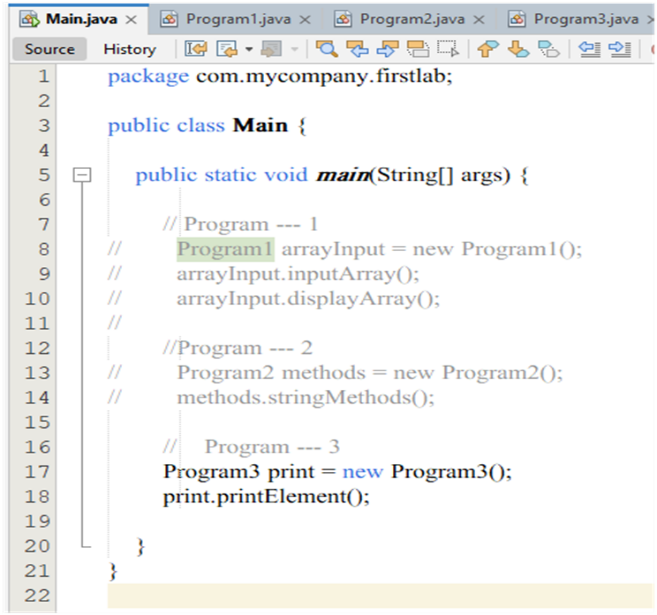 Main.java × Program1.java × Program2.java × Program3.java ×
Source History
1 package com.mycompany.firstlab;
2
3 public class Main {
4
5 public static void main(String[] args) {
6
7 // Program --- 1
8 // Program1 arrayInput = new Program1();
9 // arrayInput.inputArray();
10 // arrayInput.displayArray();
11 //
12 //Program --- 2
13 // Program2 methods = new Program2();
14 // methods.stringMethods();
15
16 // Program --- 3
17 Program3 print = new Program3();
18 print.printElement();
19
20 }
21 }
22